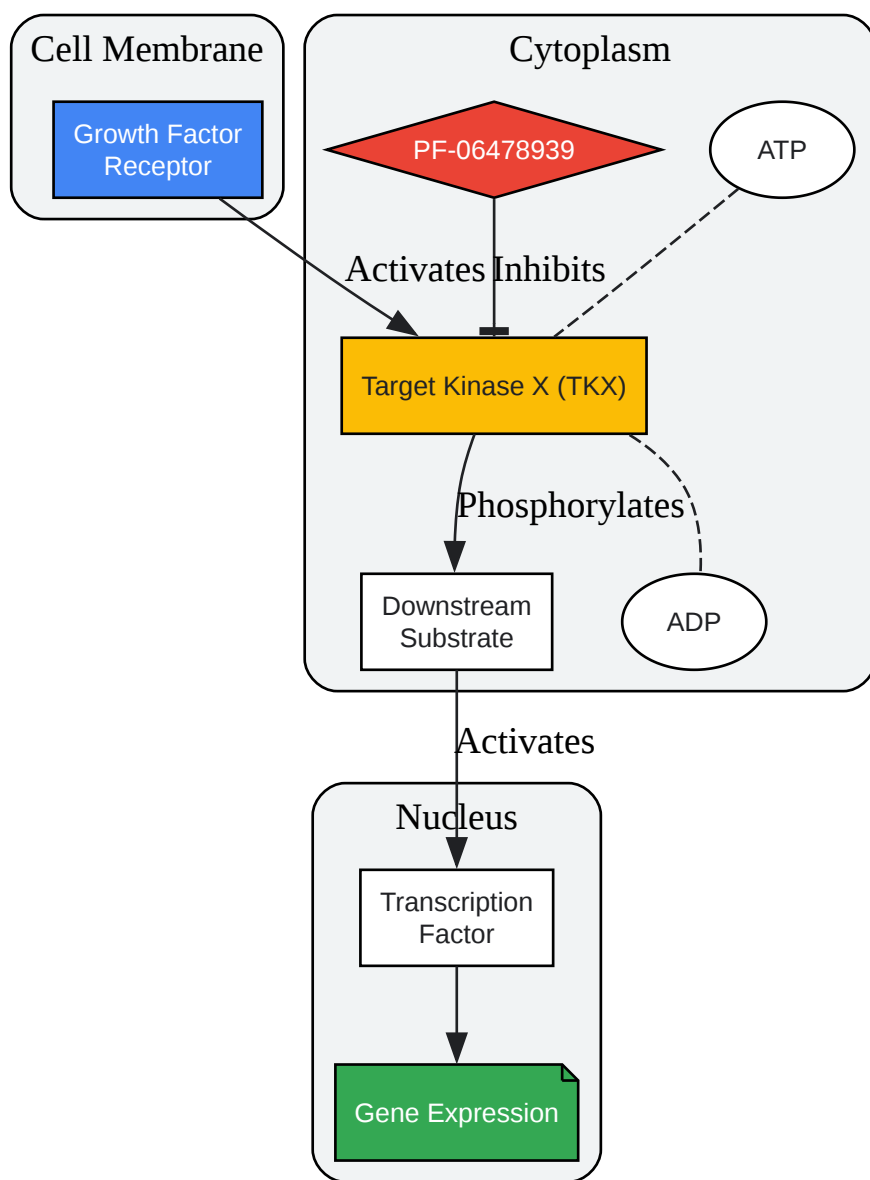 Cell Membrane
Cytoplasm
Growth Factor
Receptor
PF-06478939
ATP
Activates
Inhibits
Target Kinase X (TKX)
Phosphorylates
Downstream
Substrate
ADP
Activates
Nucleus
Transcription
Factor
Gene Expression